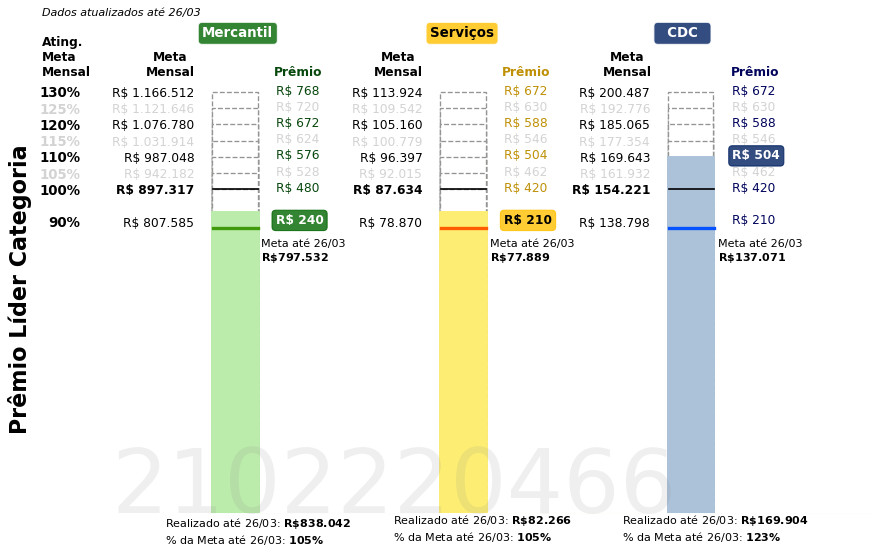 Dados atualizados até 26/03
Mercantil Serviços CDC
Ating. Meta Mensal Meta Mensal Prêmio Meta Mensal Prêmio Meta Mensal Prêmio
130% R$ 1.166.512 R$ 768 R$ 113.924 R$ 672 R$ 200.487 R$ 672
125% R$ 1.121.646 R$ 720 R$ 109.542 R$ 630 R$ 192.776 R$ 630
120% R$ 1.076.780 R$ 672 R$ 105.160 R$ 588 R$ 185.065 R$ 588
115% R$ 1.031.914 R$ 624 R$ 100.779 R$ 546 R$ 177.354 R$ 546
110% R$ 987.048 R$ 576 R$ 96.397 R$ 504 R$ 169.643 R$ 504
105% R$ 942.182 R$ 528 R$ 92.015 R$ 462 R$ 161.932 R$ 462
100% R$ 897.317 R$ 480 R$ 87.634 R$ 420 R$ 154.221 R$ 420
90% R$ 807.585 R$ 240 R$ 78.870 R$ 210 R$ 138.798 R$ 210
Meta até 26/03 Meta até 26/03 Meta até 26/03
R$797.532 R$77.889 R$137.071
Prêmio Líder Categoria
2102220466
Realizado até 26/03: R$838.042 Realizado até 26/03: R$82.266 Realizado até 26/03: R$169.904
% da Meta até 26/03: 105% % da Meta até 26/03: 105% % da Meta até 26/03: 123%